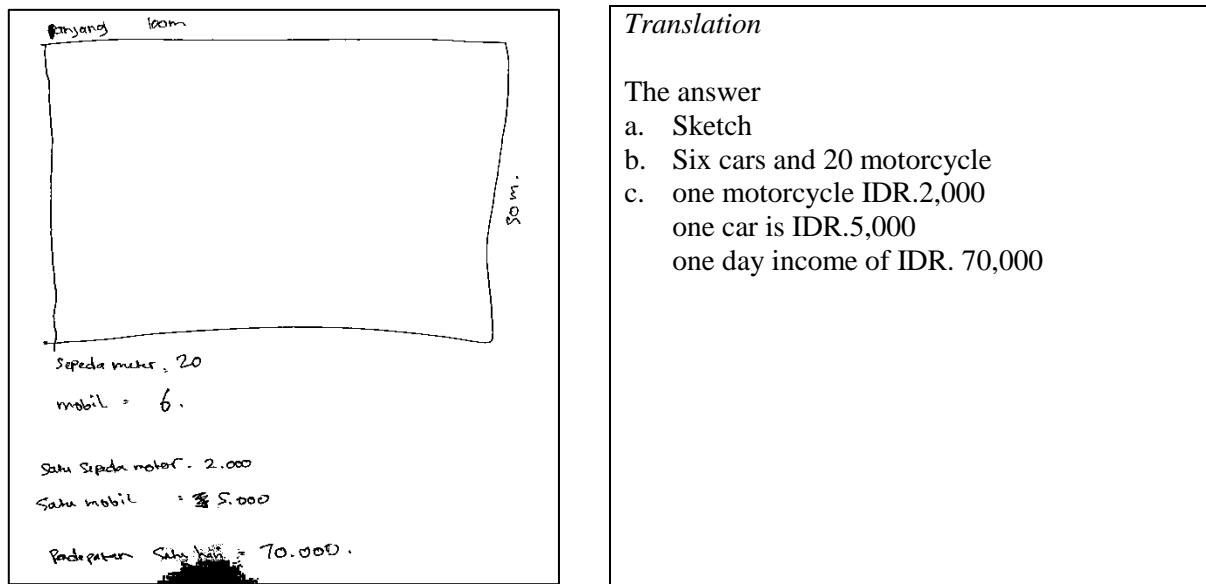 panjang 100m
50 m.
Sepeda meter = 20
mobil = 6.
Satu Sepeda motor = 2.000
Satu mobil = 5.000
Pendapatan Satu hari = 70.000.
Translation
The answer
a. Sketch
b. Six cars and 20 motorcycle
c. one motorcycle IDR.2,000
one car is IDR.5,000
one day income of IDR. 70,000